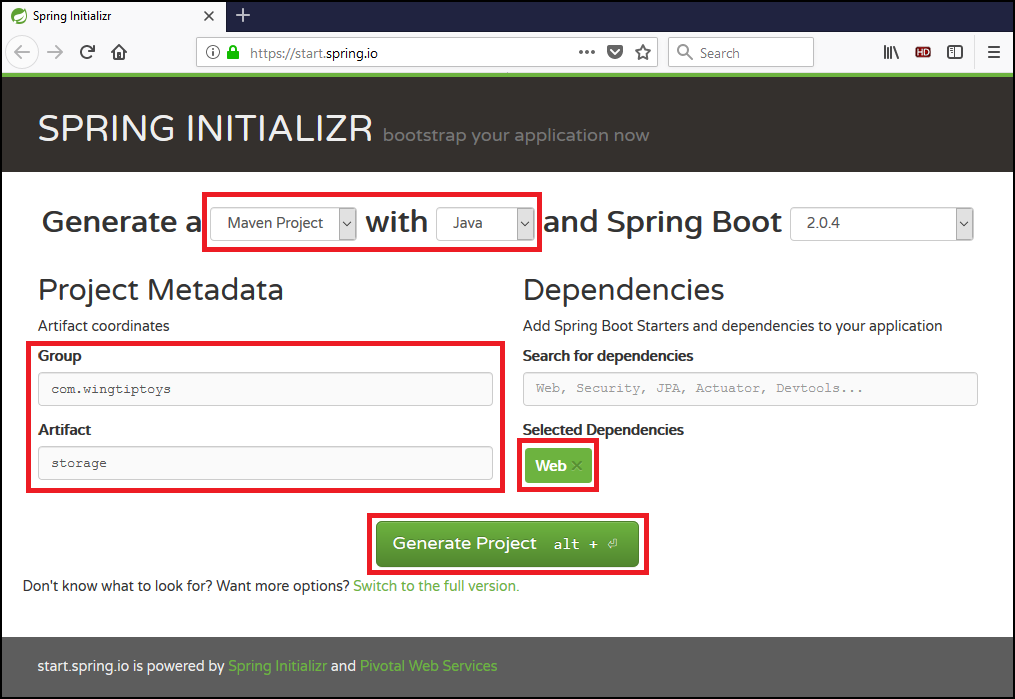 Spring Initializr
https://start.spring.io
Search
HD
SPRING INITIALIZR bootstrap your application now
Generate a Maven Project with Java and Spring Boot 2.0.4
Project Metadata
Artifact coordinates
Group
com.wingtiptoys
Artifact
storage
Dependencies
Add Spring Boot Starters and dependencies to your application
Search for dependencies
Web, Security, JPA, Actuator, Devtools...
Selected Dependencies
Web ×
Generate Project alt + ⏎
Don't know what to look for? Want more options? Switch to the full version.
start.spring.io is powered by Spring Initializr and Pivotal Web Services